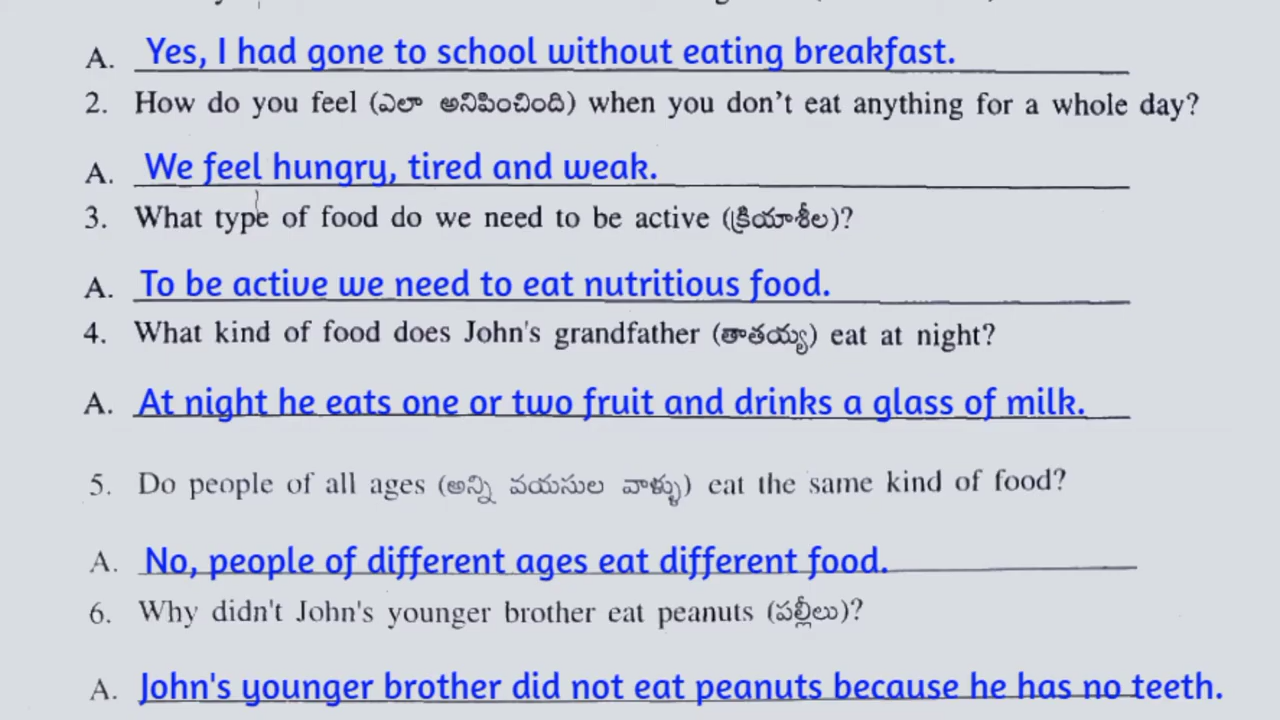 A. Yes, I had gone to school without eating breakfast.
2. How do you feel (ఎలా అనిపించింది) when you don't eat anything for a whole day?
A. We feel hungry, tired and weak.
3. What type of food do we need to be active (క్రియాశీల)?
A. To be active we need to eat nutritious food.
4. What kind of food does John's grandfather (తాతయ్య) eat at night?
A. At night he eats one or two fruit and drinks a glass of milk.
5. Do people of all ages (అన్ని వయసుల వాళ్ళు) eat the same kind of food?
A. No, people of different ages eat different food.
6. Why didn't John's younger brother eat peanuts (పల్లీలు)?
A. John's younger brother did not eat peanuts because he has no teeth.